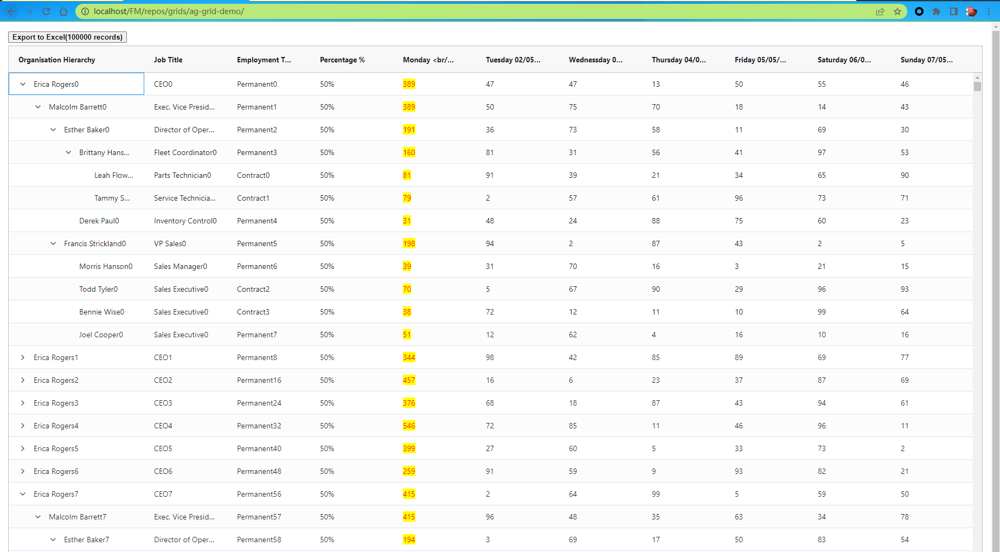 localhost/FM/repos/grids/ag-grid-demo/
Export to Excel(100000 records)
Organisation Hierarchy Job Title Employment T... Percentage % Monday <br/... Tuesday 02/05... Wednessday 0... Thursday 04/0... Friday 05/05/... Saturday 06/0... Sunday 07/05...
Erica Rogers0 CEO0 Permanent0 50% 389 47 47 13 50 55 46
Malcolm Barrett0 Exec. Vice Presid... Permanent1 50% 389 50 75 70 18 14 43
Esther Baker0 Director of Oper... Permanent2 50% 191 36 73 58 11 69 30
Brittany Hans... Fleet Coordinator0 Permanent3 50% 160 81 31 56 41 97 53
Leah Flow... Parts Technician0 Contract0 50% 81 91 39 21 34 65 90
Tammy S... Service Technicia... Contract1 50% 79 2 57 61 96 73 71
Derek Paul0 Inventory Control0 Permanent4 50% 31 48 24 88 75 60 23
Francis Strickland0 VP Sales0 Permanent5 50% 198 94 2 87 43 2 5
Morris Hanson0 Sales Manager0 Permanent6 50% 39 31 70 16 3 21 15
Todd Tyler0 Sales Executive0 Contract2 50% 70 5 67 90 29 96 93
Bennie Wise0 Sales Executive0 Contract3 50% 38 72 12 11 10 99 64
Joel Cooper0 Sales Executive0 Permanent7 50% 51 12 62 4 16 10 16
Erica Rogers1 CEO1 Permanent8 50% 344 98 42 85 89 69 77
Erica Rogers2 CEO2 Permanent16 50% 457 16 6 23 37 87 69
Erica Rogers3 CEO3 Permanent24 50% 376 68 18 87 43 94 61
Erica Rogers4 CEO4 Permanent32 50% 546 72 85 11 46 96 11
Erica Rogers5 CEO5 Permanent40 50% 399 27 60 5 33 73 2
Erica Rogers6 CEO6 Permanent48 50% 259 91 59 9 93 82 21
Erica Rogers7 CEO7 Permanent56 50% 415 2 64 99 5 59 50
Malcolm Barrett7 Exec. Vice Presid... Permanent57 50% 415 96 48 35 63 34 78
Esther Baker7 Director of Oper... Permanent58 50% 194 3 69 17 50 83 54